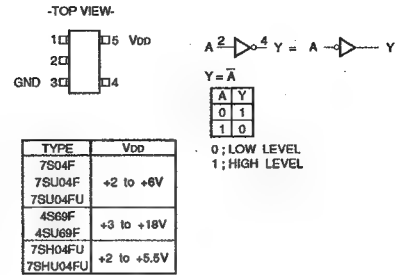 -TOP VIEW-
1 5 VDD
2
GND 3 4
A 2 4 Y = A Y
Y = A̅
A Y
0 1
1 0
0 ; LOW LEVEL
1 ; HIGH LEVEL
TYPE VDD
7S04F
7SU04F +2 to +6V
7SU04FU
4S69F
4SU69F +3 to +18V
7SH04FU
7SHU04FU +2 to +5.5V